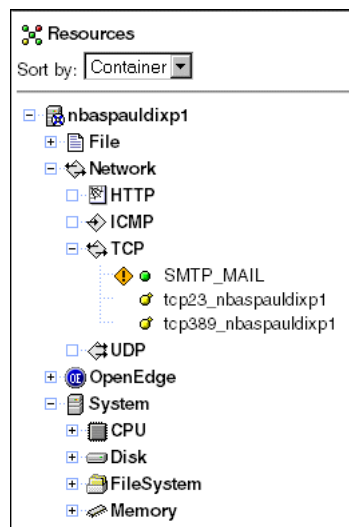 Resources
Sort by: Container
nbaspauldixp1
File
Network
HTTP
ICMP
TCP
SMTP_MAIL
tcp23_nbaspauldixp1
tcp389_nbaspauldixp1
UDP
OE OpenEdge
System
CPU
Disk
FileSystem
Memory